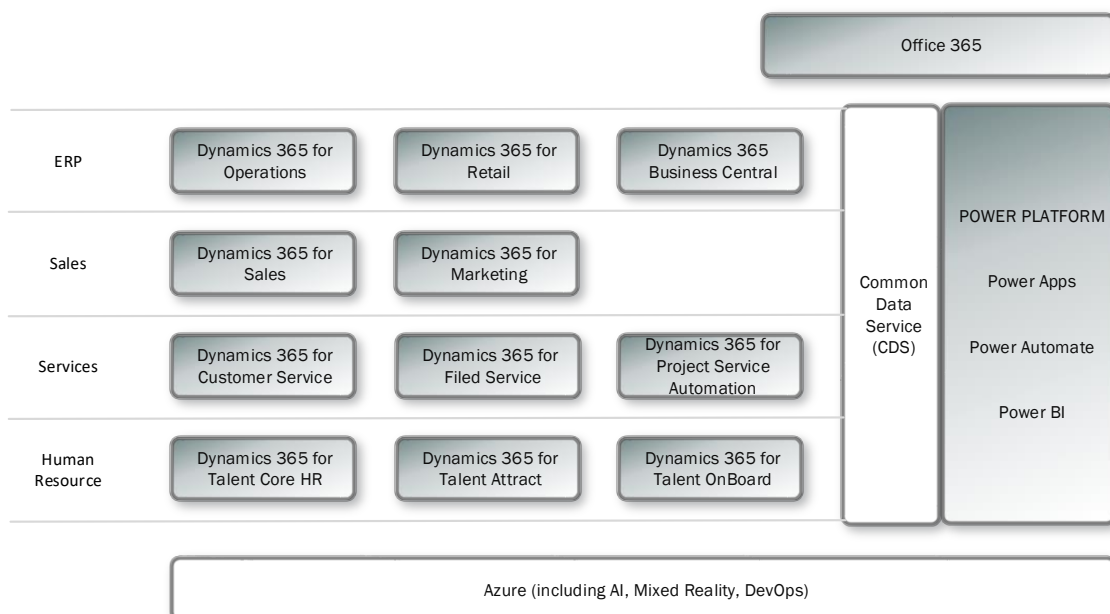 Office 365
ERP
Dynamics 365 for
Operations
Dynamics 365 for
Retail
Dynamics 365
Business Central
Sales
Dynamics 365 for
Sales
Dynamics 365 for
Marketing
Services
Dynamics 365 for
Customer Service
Dynamics 365 for
Filed Service
Dynamics 365 for
Project Service
Automation
Human
Resource
Dynamics 365 for
Talent Core HR
Dynamics 365 for
Talent Attract
Dynamics 365 for
Talent OnBoard
Common
Data
Service
(CDS)
POWER PLATFORM
Power Apps
Power Automate
Power BI
Azure (including AI, Mixed Reality, DevOps)